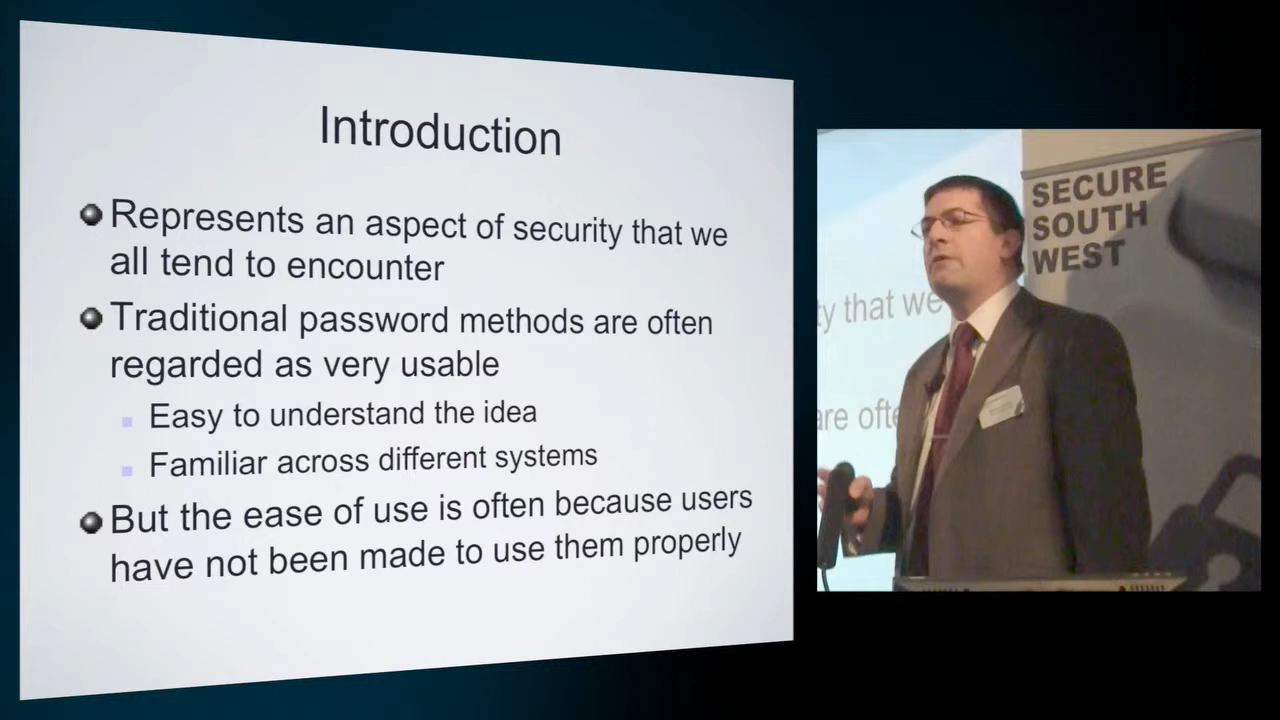 Introduction
Represents an aspect of security that we
all tend to encounter
Traditional password methods are often
regarded as very usable
Easy to understand the idea
Familiar across different systems
But the ease of use is often because users
have not been made to use them properly
SECURE
SOUTH
WEST
ty that we
are ofte